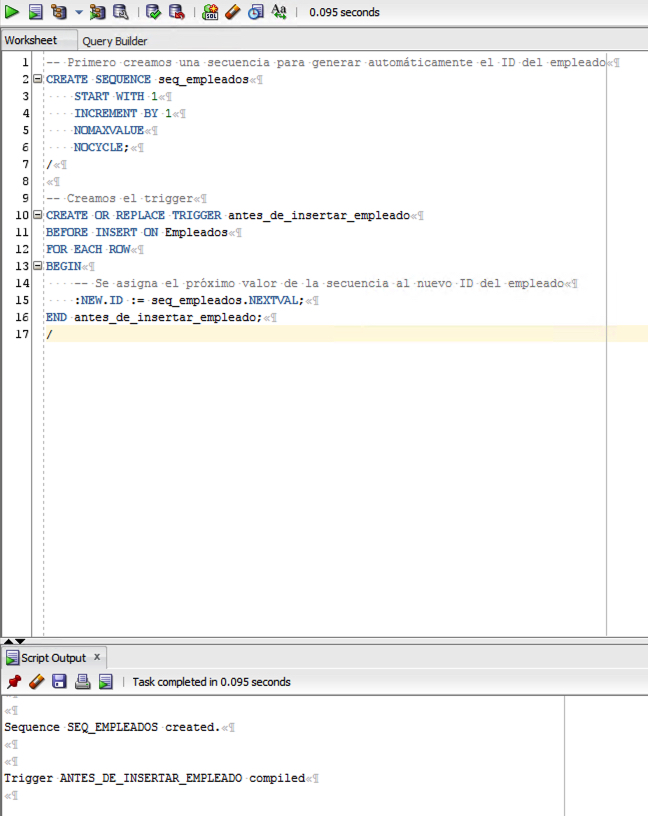 0.095 seconds
Worksheet Query Builder
1 -- Primero creamos una secuencia para generar automáticamente el ID del empleado«¶
2 CREATE SEQUENCE seq_empleados«¶
3 ····START WITH 1«¶
4 ····INCREMENT BY 1«¶
5 ····NOMAXVALUE«¶
6 ····NOCYCLE;«¶
7 /«¶
8 «¶
9 -- Creamos el trigger«¶
10 CREATE OR REPLACE TRIGGER antes_de_insertar_empleado«¶
11 BEFORE INSERT ON Empleados«¶
12 FOR EACH ROW«¶
13 BEGIN«¶
14 ····-- Se asigna el próximo valor de la secuencia al nuevo ID del empleado«¶
15 ····:NEW.ID := seq_empleados.NEXTVAL;«¶
16 END antes_de_insertar_empleado;«¶
17 /
Script Output x
Task completed in 0.095 seconds
«¶
Sequence SEQ_EMPLEADOS created.«¶
«¶
«¶
Trigger ANTES_DE_INSERTAR_EMPLEADO compiled«¶
«¶